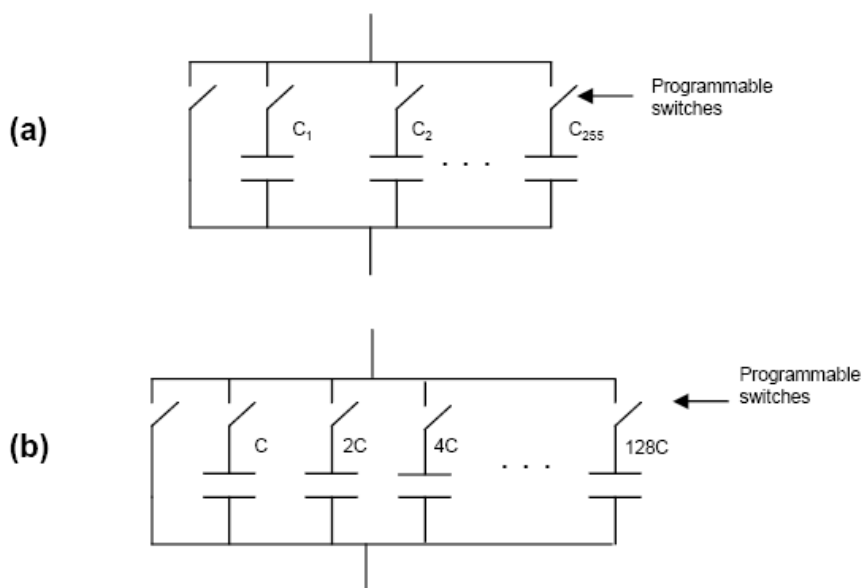 Programmable
switches
(a)
C₁
C₂
C₂₅₅
. . .
Programmable
switches
(b)
C
2C
4C
128C
. . .